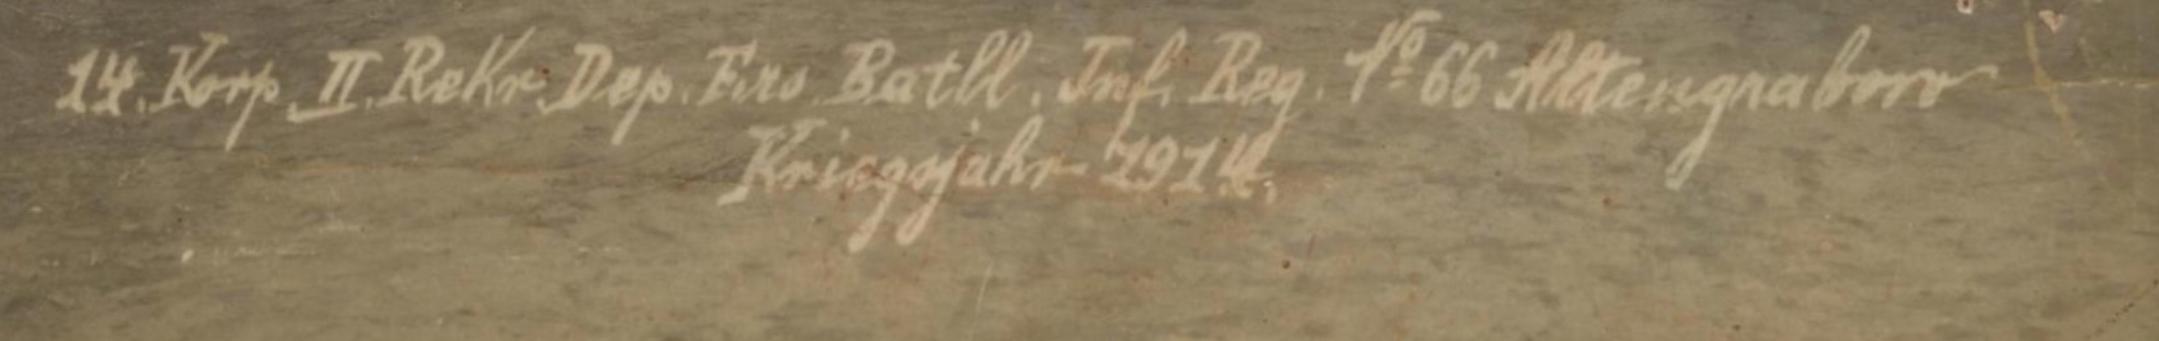 14. Korp. II. Rekr. Dep. Ers. Batll. Inf. Reg. No 66 Altengrabow
Kriegsjahr 1914.